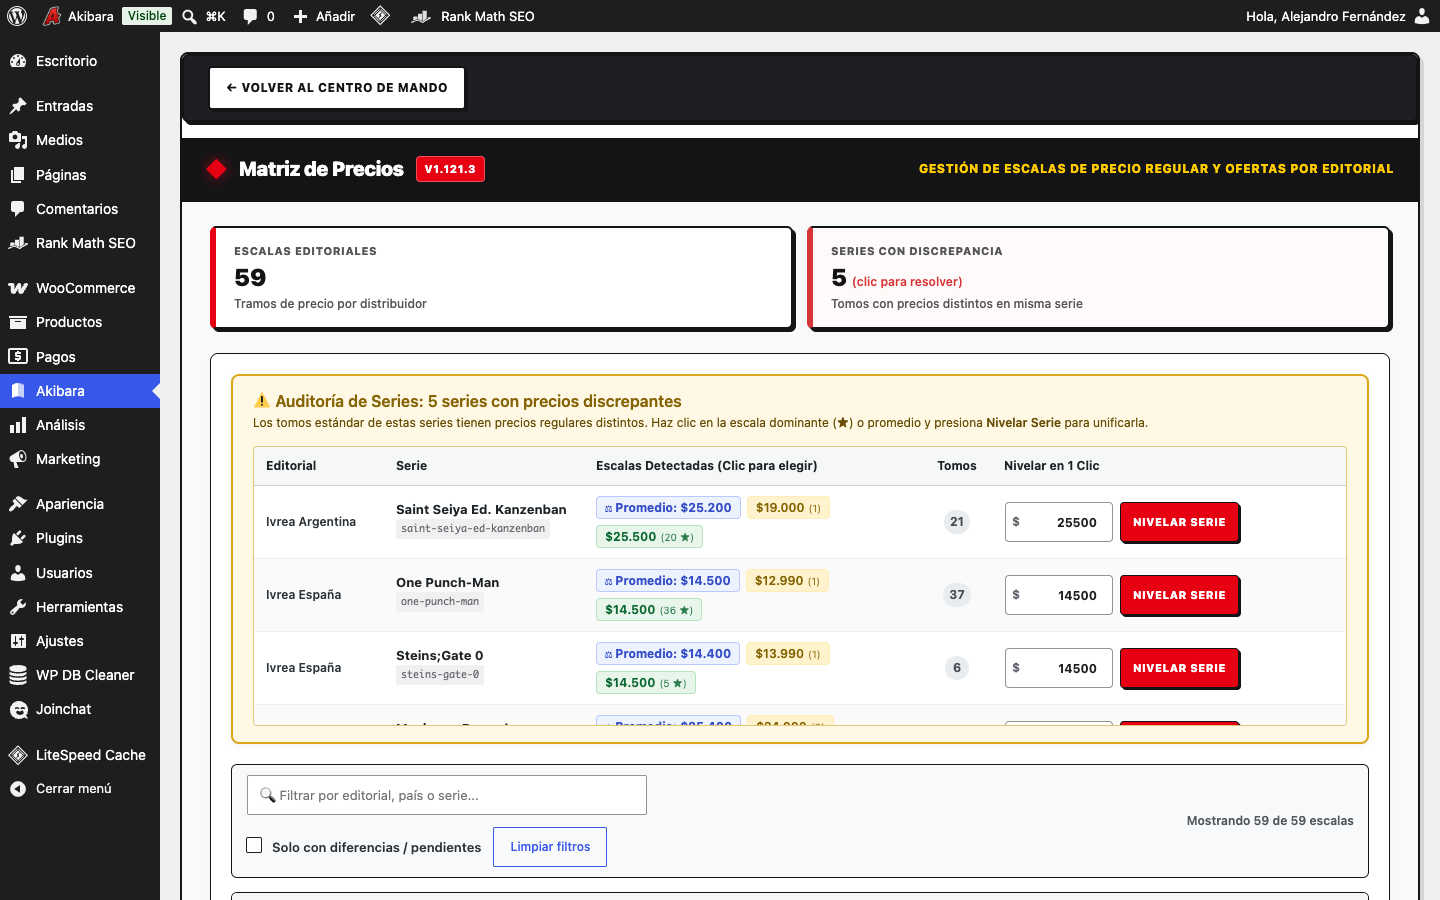 Akibara Visible ⌘K 0 Añadir Rank Math SEO Hola, Alejandro Fernández
Escritorio
Entradas
Medios
Páginas
Comentarios
Rank Math SEO
WooCommerce
Productos
Pagos
Akibara
Análisis
Marketing
Apariencia
Plugins
Usuarios
Herramientas
Ajustes
WP DB Cleaner
Joinchat
LiteSpeed Cache
Cerrar menú
← VOLVER AL CENTRO DE MANDO
Matriz de Precios V1.121.3 GESTIÓN DE ESCALAS DE PRECIO REGULAR Y OFERTAS POR EDITORIAL
ESCALAS EDITORIALES
59
Tramos de precio por distribuidor
SERIES CON DISCREPANCIA
5 (clic para resolver)
Tomos con precios distintos en misma serie
⚠ Auditoría de Series: 5 series con precios discrepantes
Los tomos estándar de estas series tienen precios regulares distintos. Haz clic en la escala dominante (★) o promedio y presiona Nivelar Serie para unificarla.
Editorial Serie Escalas Detectadas (Clic para elegir) Tomos Nivelar en 1 Clic
Ivrea Argentina
Saint Seiya Ed. Kanzenban
saint-seiya-ed-kanzenban
⚖ Promedio: $25.200 $19.000 (1)
$25.500 (20 ★)
21
$ 25500 NIVELAR SERIE
Ivrea España
One Punch-Man
one-punch-man
⚖ Promedio: $14.500 $12.990 (1)
$14.500 (36 ★)
37
$ 14500 NIVELAR SERIE
Ivrea España
Steins;Gate 0
steins-gate-0
⚖ Promedio: $14.400 $13.990 (1)
$14.500 (5 ★)
6
$ 14500 NIVELAR SERIE
Filtrar por editorial, país o serie...
Solo con diferencias / pendientes Limpiar filtros
Mostrando 59 de 59 escalas